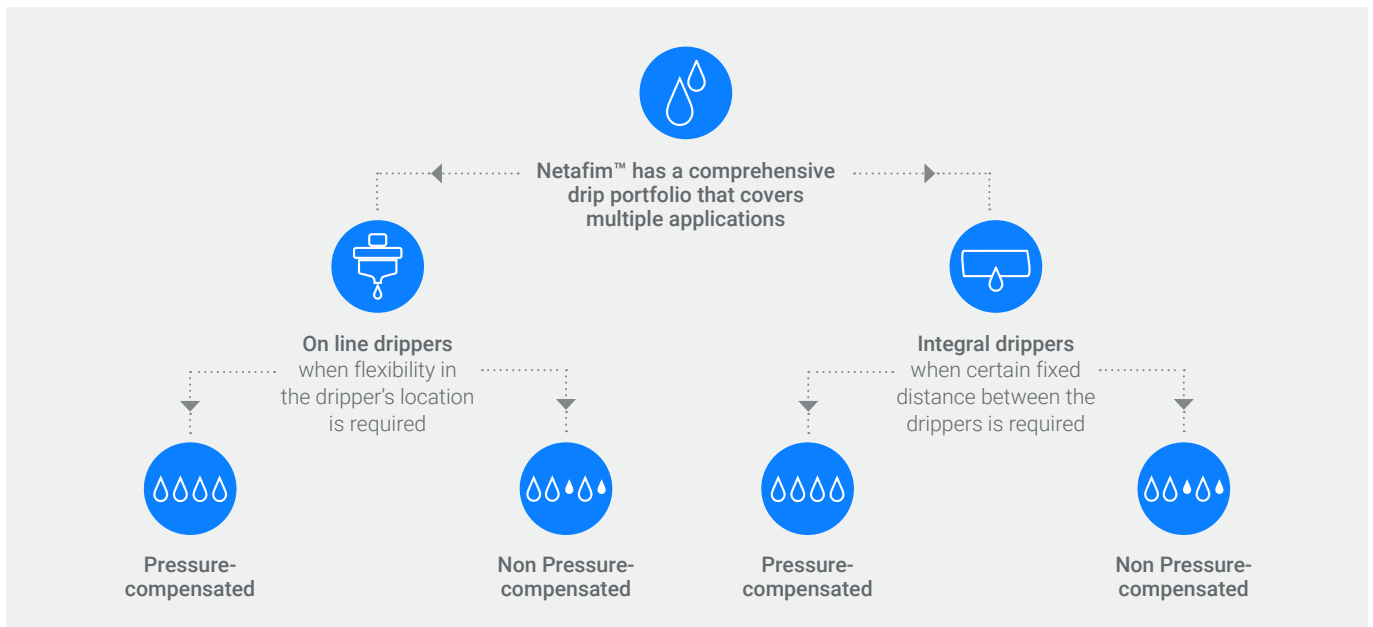 Netafim™ has a comprehensive
drip portfolio that covers
multiple applications
On line drippers
when flexibility in
the dripper's location
is required
Integral drippers
when certain fixed
distance between the
drippers is required
Pressure-
compensated
Non Pressure-
compensated
Pressure-
compensated
Non Pressure-
compensated